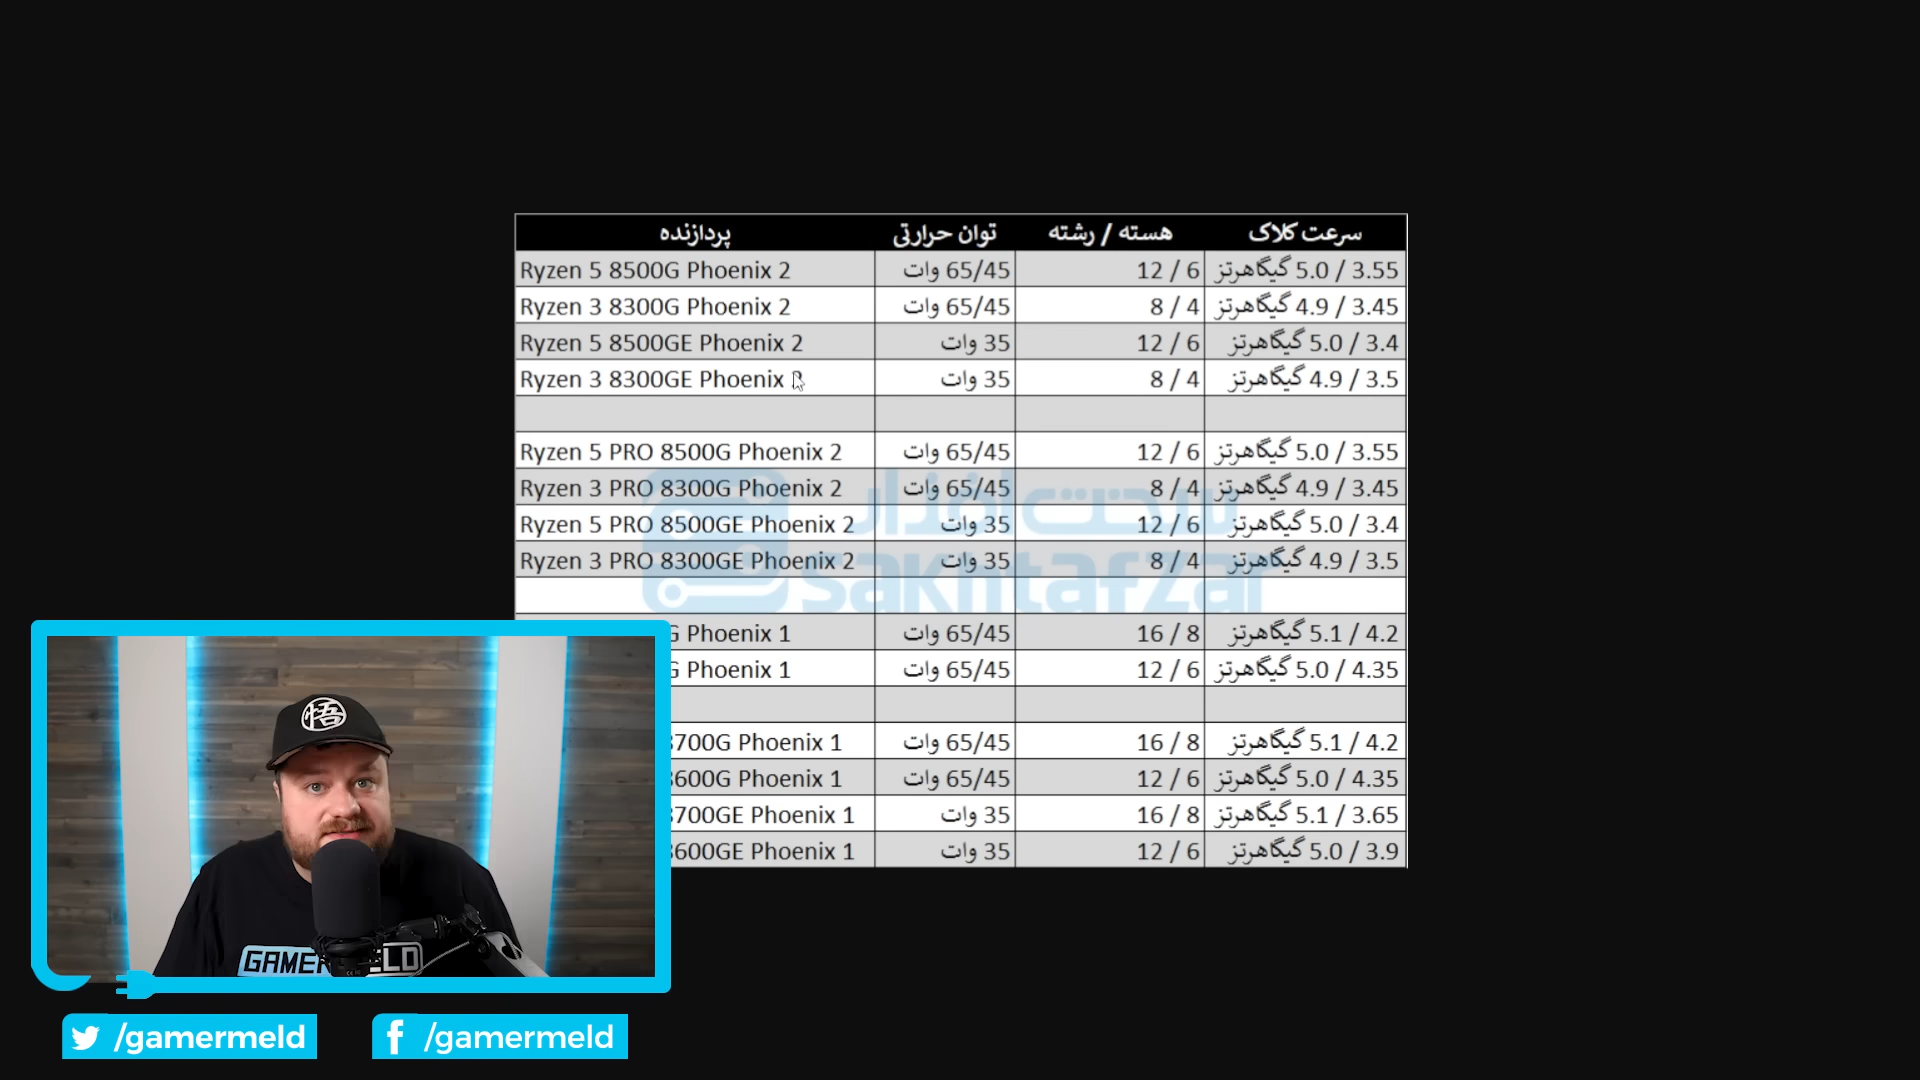 پردازنده توان حرارتی هسته / رشته سرعت کلاک
Ryzen 5 8500G Phoenix 2 65/45 وات 12 / 6 5.0 / 3.55 گیگاهرتز
Ryzen 3 8300G Phoenix 2 65/45 وات 8 / 4 4.9 / 3.45 گیگاهرتز
Ryzen 5 8500GE Phoenix 2 35 وات 12 / 6 5.0 / 3.4 گیگاهرتز
Ryzen 3 8300GE Phoenix 35 وات 8 / 4 4.9 / 3.5 گیگاهرتز
Ryzen 5 PRO 8500G Phoenix 2 65/45 وات 12 / 6 5.0 / 3.55 گیگاهرتز
Ryzen 3 PRO 8300G Phoenix 2 65/45 وات 8 / 4 4.9 / 3.45 گیگاهرتز
Ryzen 5 PRO 8500GE Phoenix 2 35 وات 12 / 6 5.0 / 3.4 گیگاهرتز
Ryzen 3 PRO 8300GE Phoenix 2 35 وات 8 / 4 4.9 / 3.5 گیگاهرتز
سخت‌افزار
sakhtafzar
G Phoenix 1 65/45 وات 16 / 8 5.1 / 4.2 گیگاهرتز
G Phoenix 1 65/45 وات 12 / 6 5.0 / 4.35 گیگاهرتز
700G Phoenix 1 65/45 وات 16 / 8 5.1 / 4.2 گیگاهرتز
600G Phoenix 1 65/45 وات 12 / 6 5.0 / 4.35 گیگاهرتز
700GE Phoenix 1 35 وات 16 / 8 5.1 / 3.65 گیگاهرتز
600GE Phoenix 1 35 وات 12 / 6 5.0 / 3.9 گیگاهرتز
悟
/gamermeld
/gamermeld